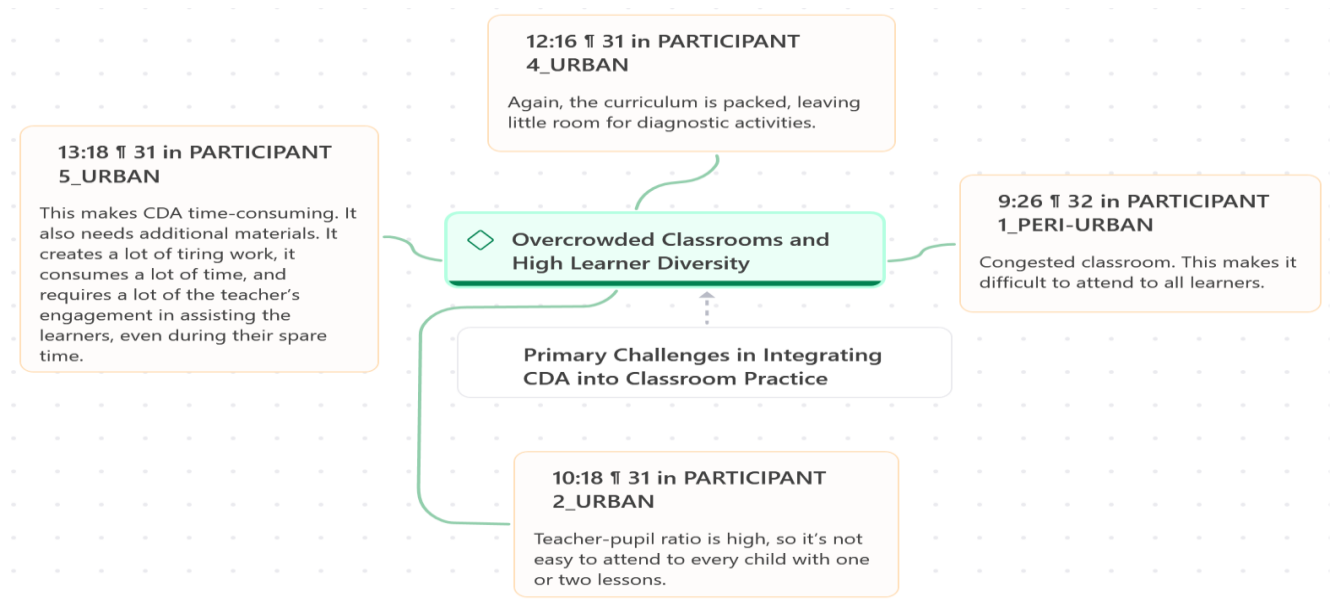 12:16 ¶ 31 in PARTICIPANT
4_URBAN
Again, the curriculum is packed, leaving
little room for diagnostic activities.
13:18 ¶ 31 in PARTICIPANT
5_URBAN
This makes CDA time-consuming. It
also needs additional materials. It
creates a lot of tiring work, it
consumes a lot of time, and
requires a lot of the teacher’s
engagement in assisting the
learners, even during their spare
time.
9:26 ¶ 32 in PARTICIPANT
1_PERI-URBAN
Congested classroom. This makes it
difficult to attend to all learners.
Overcrowded Classrooms and
High Learner Diversity
Primary Challenges in Integrating
CDA into Classroom Practice
10:18 ¶ 31 in PARTICIPANT
2_URBAN
Teacher-pupil ratio is high, so it’s not
easy to attend to every child with one
or two lessons.